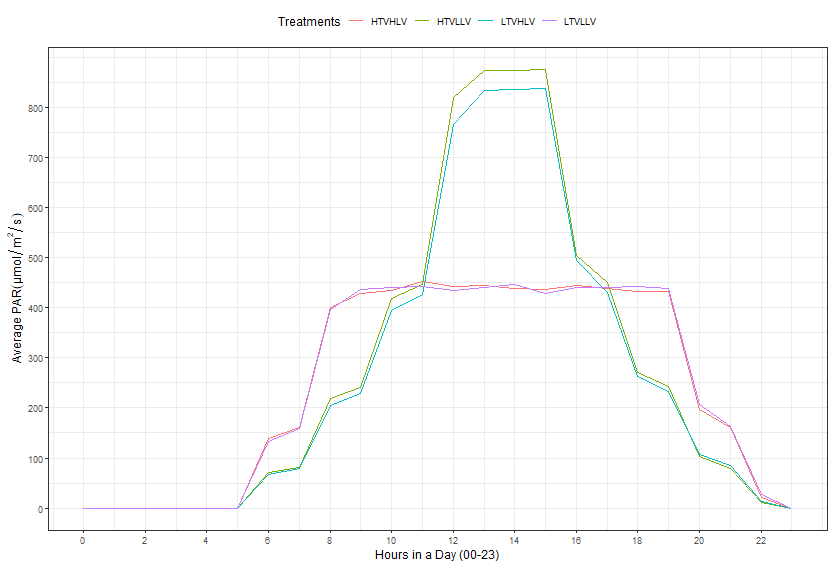 Treatments HTVHLV HTVLLV LTVHLV LTVLLV
800
700
600
500
400
300
200
100
0
Average PAR(µmol/m²/s)
0 2 4 6 8 10 12 14 16 18 20 22
Hours in a Day (00-23)